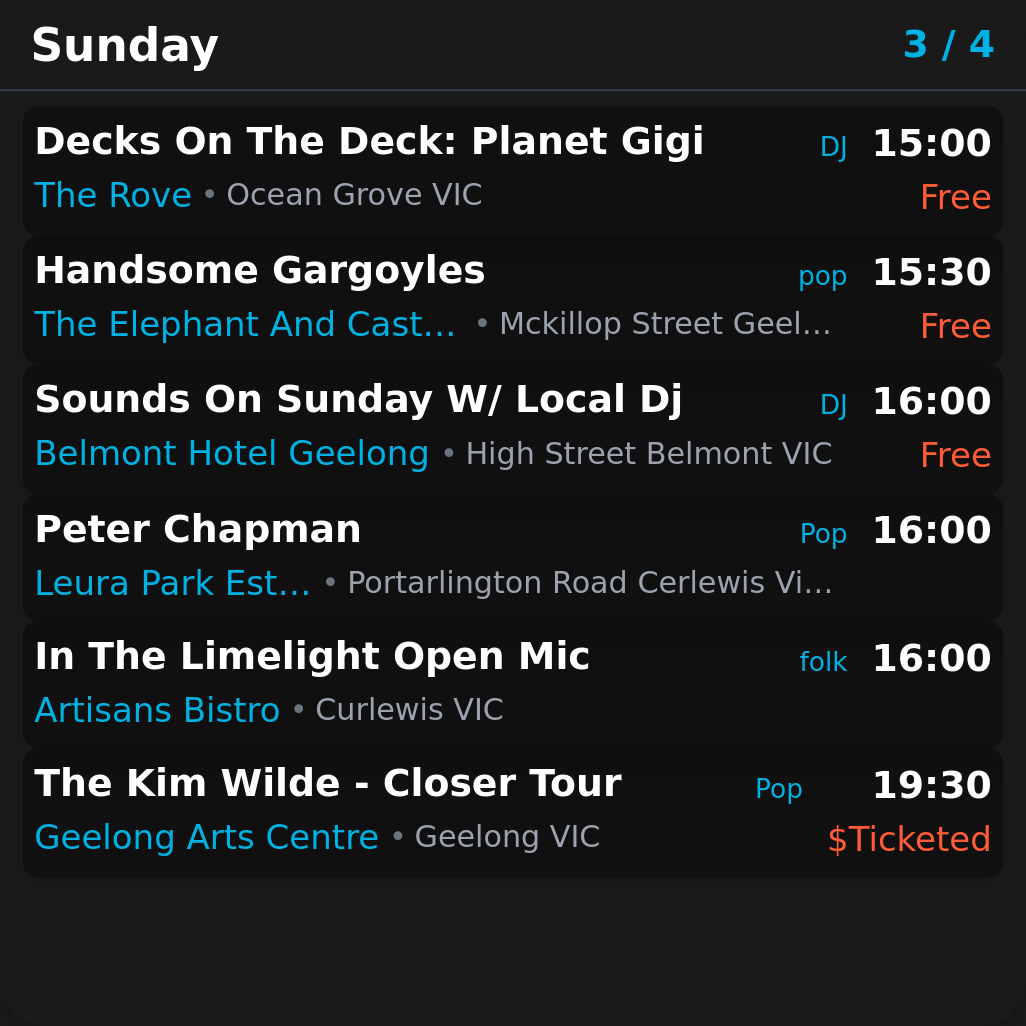 Sunday 3 / 4
Decks On The Deck: Planet Gigi DJ 15:00
The Rove • Ocean Grove VIC Free
Handsome Gargoyles pop 15:30
The Elephant And Cast… • Mckillop Street Geel… Free
Sounds On Sunday W/ Local Dj DJ 16:00
Belmont Hotel Geelong • High Street Belmont VIC Free
Peter Chapman Pop 16:00
Leura Park Est… • Portarlington Road Cerlewis Vi…
In The Limelight Open Mic folk 16:00
Artisans Bistro • Curlewis VIC
The Kim Wilde - Closer Tour Pop 19:30
Geelong Arts Centre • Geelong VIC $Ticketed